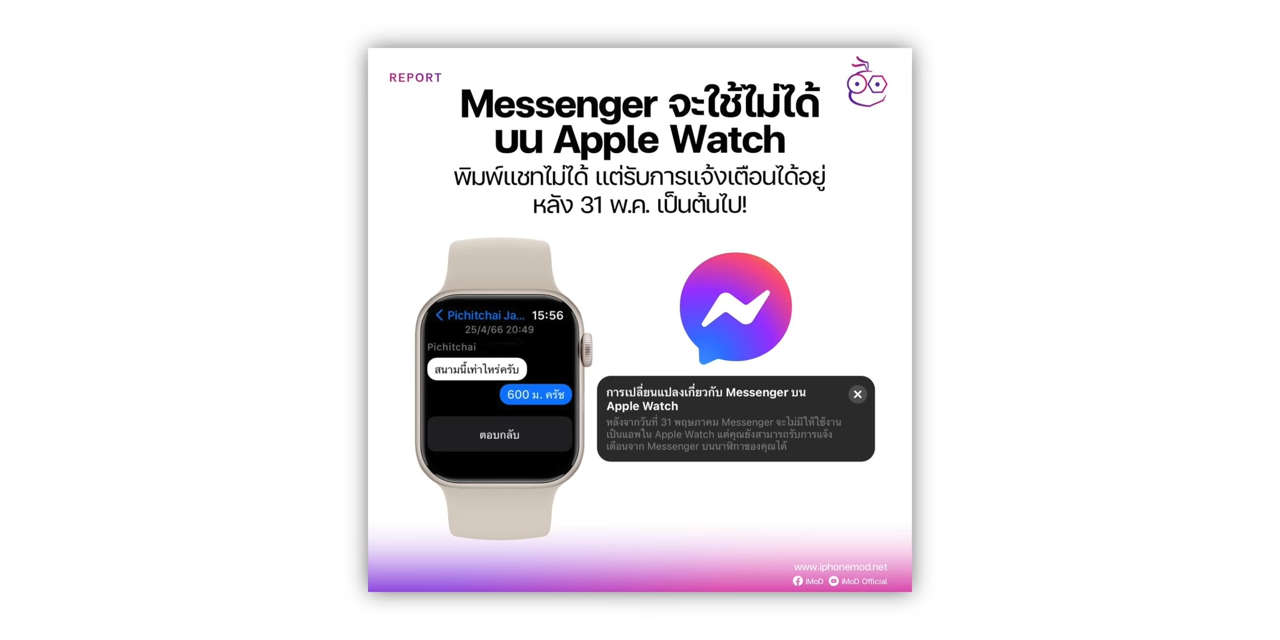 REPORT
Messenger จะใช้ไม่ได้
บน Apple Watch
พิมพ์แชทไม่ได้ แต่รับการแจ้งเตือนได้อยู่
หลัง 31 พ.ค. เป็นต้นไป!
Pichitchai Ja... 15:56
25/4/66 20:49
Pichitchai
สนามนี้เท่าไหร่ครับ
600 ม. ครัช
ตอบกลับ
การเปลี่ยนแปลงเกี่ยวกับ Messenger บน
Apple Watch
หลังจากวันที่ 31 พฤษภาคม Messenger จะไม่มีให้ใช้งาน
เป็นแอพใน Apple Watch แต่คุณยังสามารถรับการแจ้ง
เตือนจาก Messenger บนนาฬิกาของคุณได้
www.iphonemod.net
iMoD iMoD Official